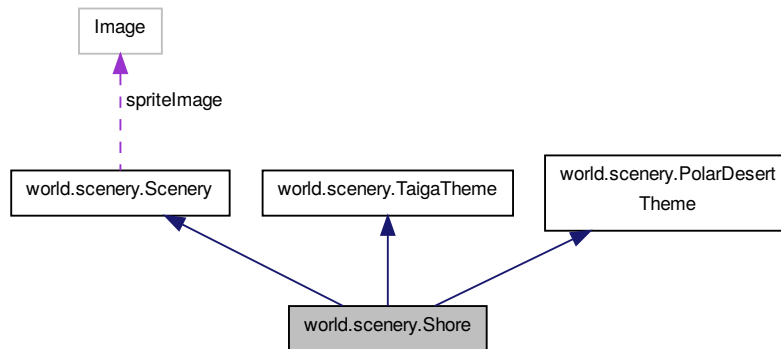 Image
spriteImage
world.scenery.Scenery
world.scenery.TaigaTheme
world.scenery.PolarDesert
Theme
world.scenery.Shore